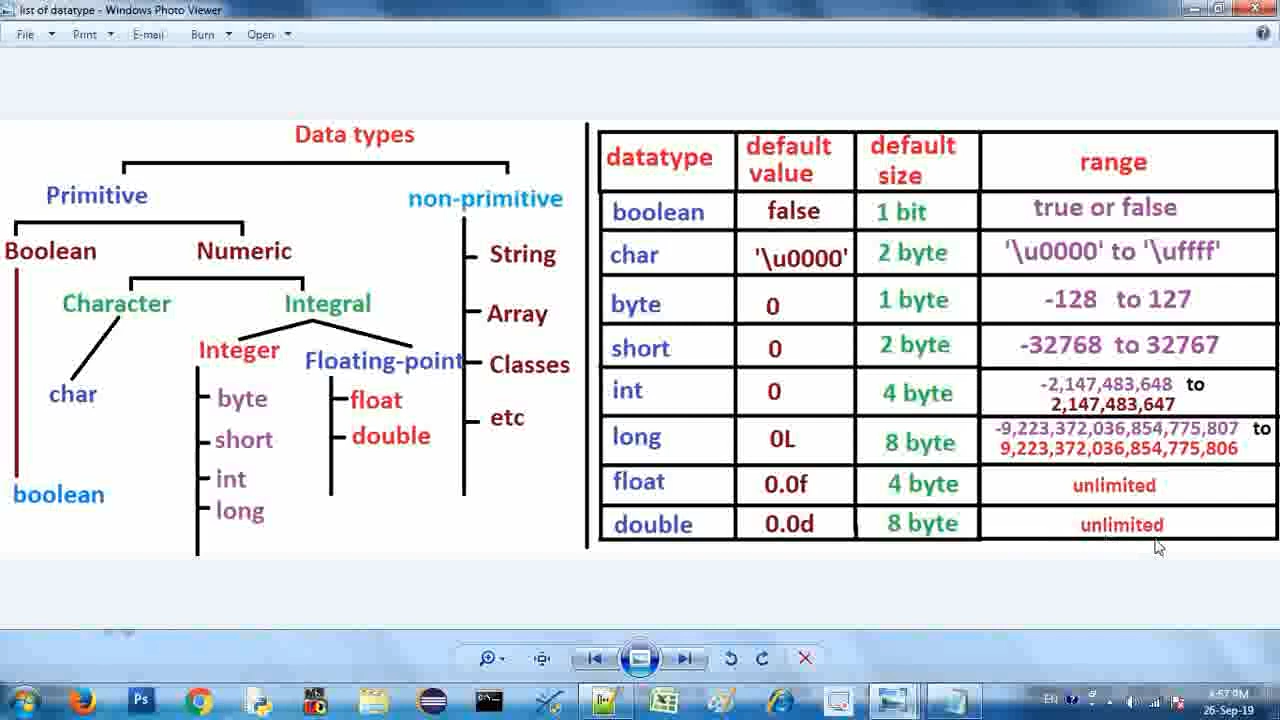 list of datatype - Windows Photo Viewer
File Print E-mail Burn Open
Data types
Primitive non-primitive
Boolean Numeric
Character Integral
Integer Floating-point
char
byte
short
int
long
float
double
boolean
String
Array
Classes
etc
datatype default value default size range
boolean false 1 bit true or false
char '\u0000' 2 byte '\u0000' to '\uffff'
byte 0 1 byte -128 to 127
short 0 2 byte -32768 to 32767
int 0 4 byte -2,147,483,648 to
2,147,483,647
long 0L 8 byte -9,223,372,036,854,775,807 to
9,223,372,036,854,775,806
float 0.0f 4 byte unlimited
double 0.0d 8 byte unlimited
Ps
EN
4:57 PM
26-Sep-19